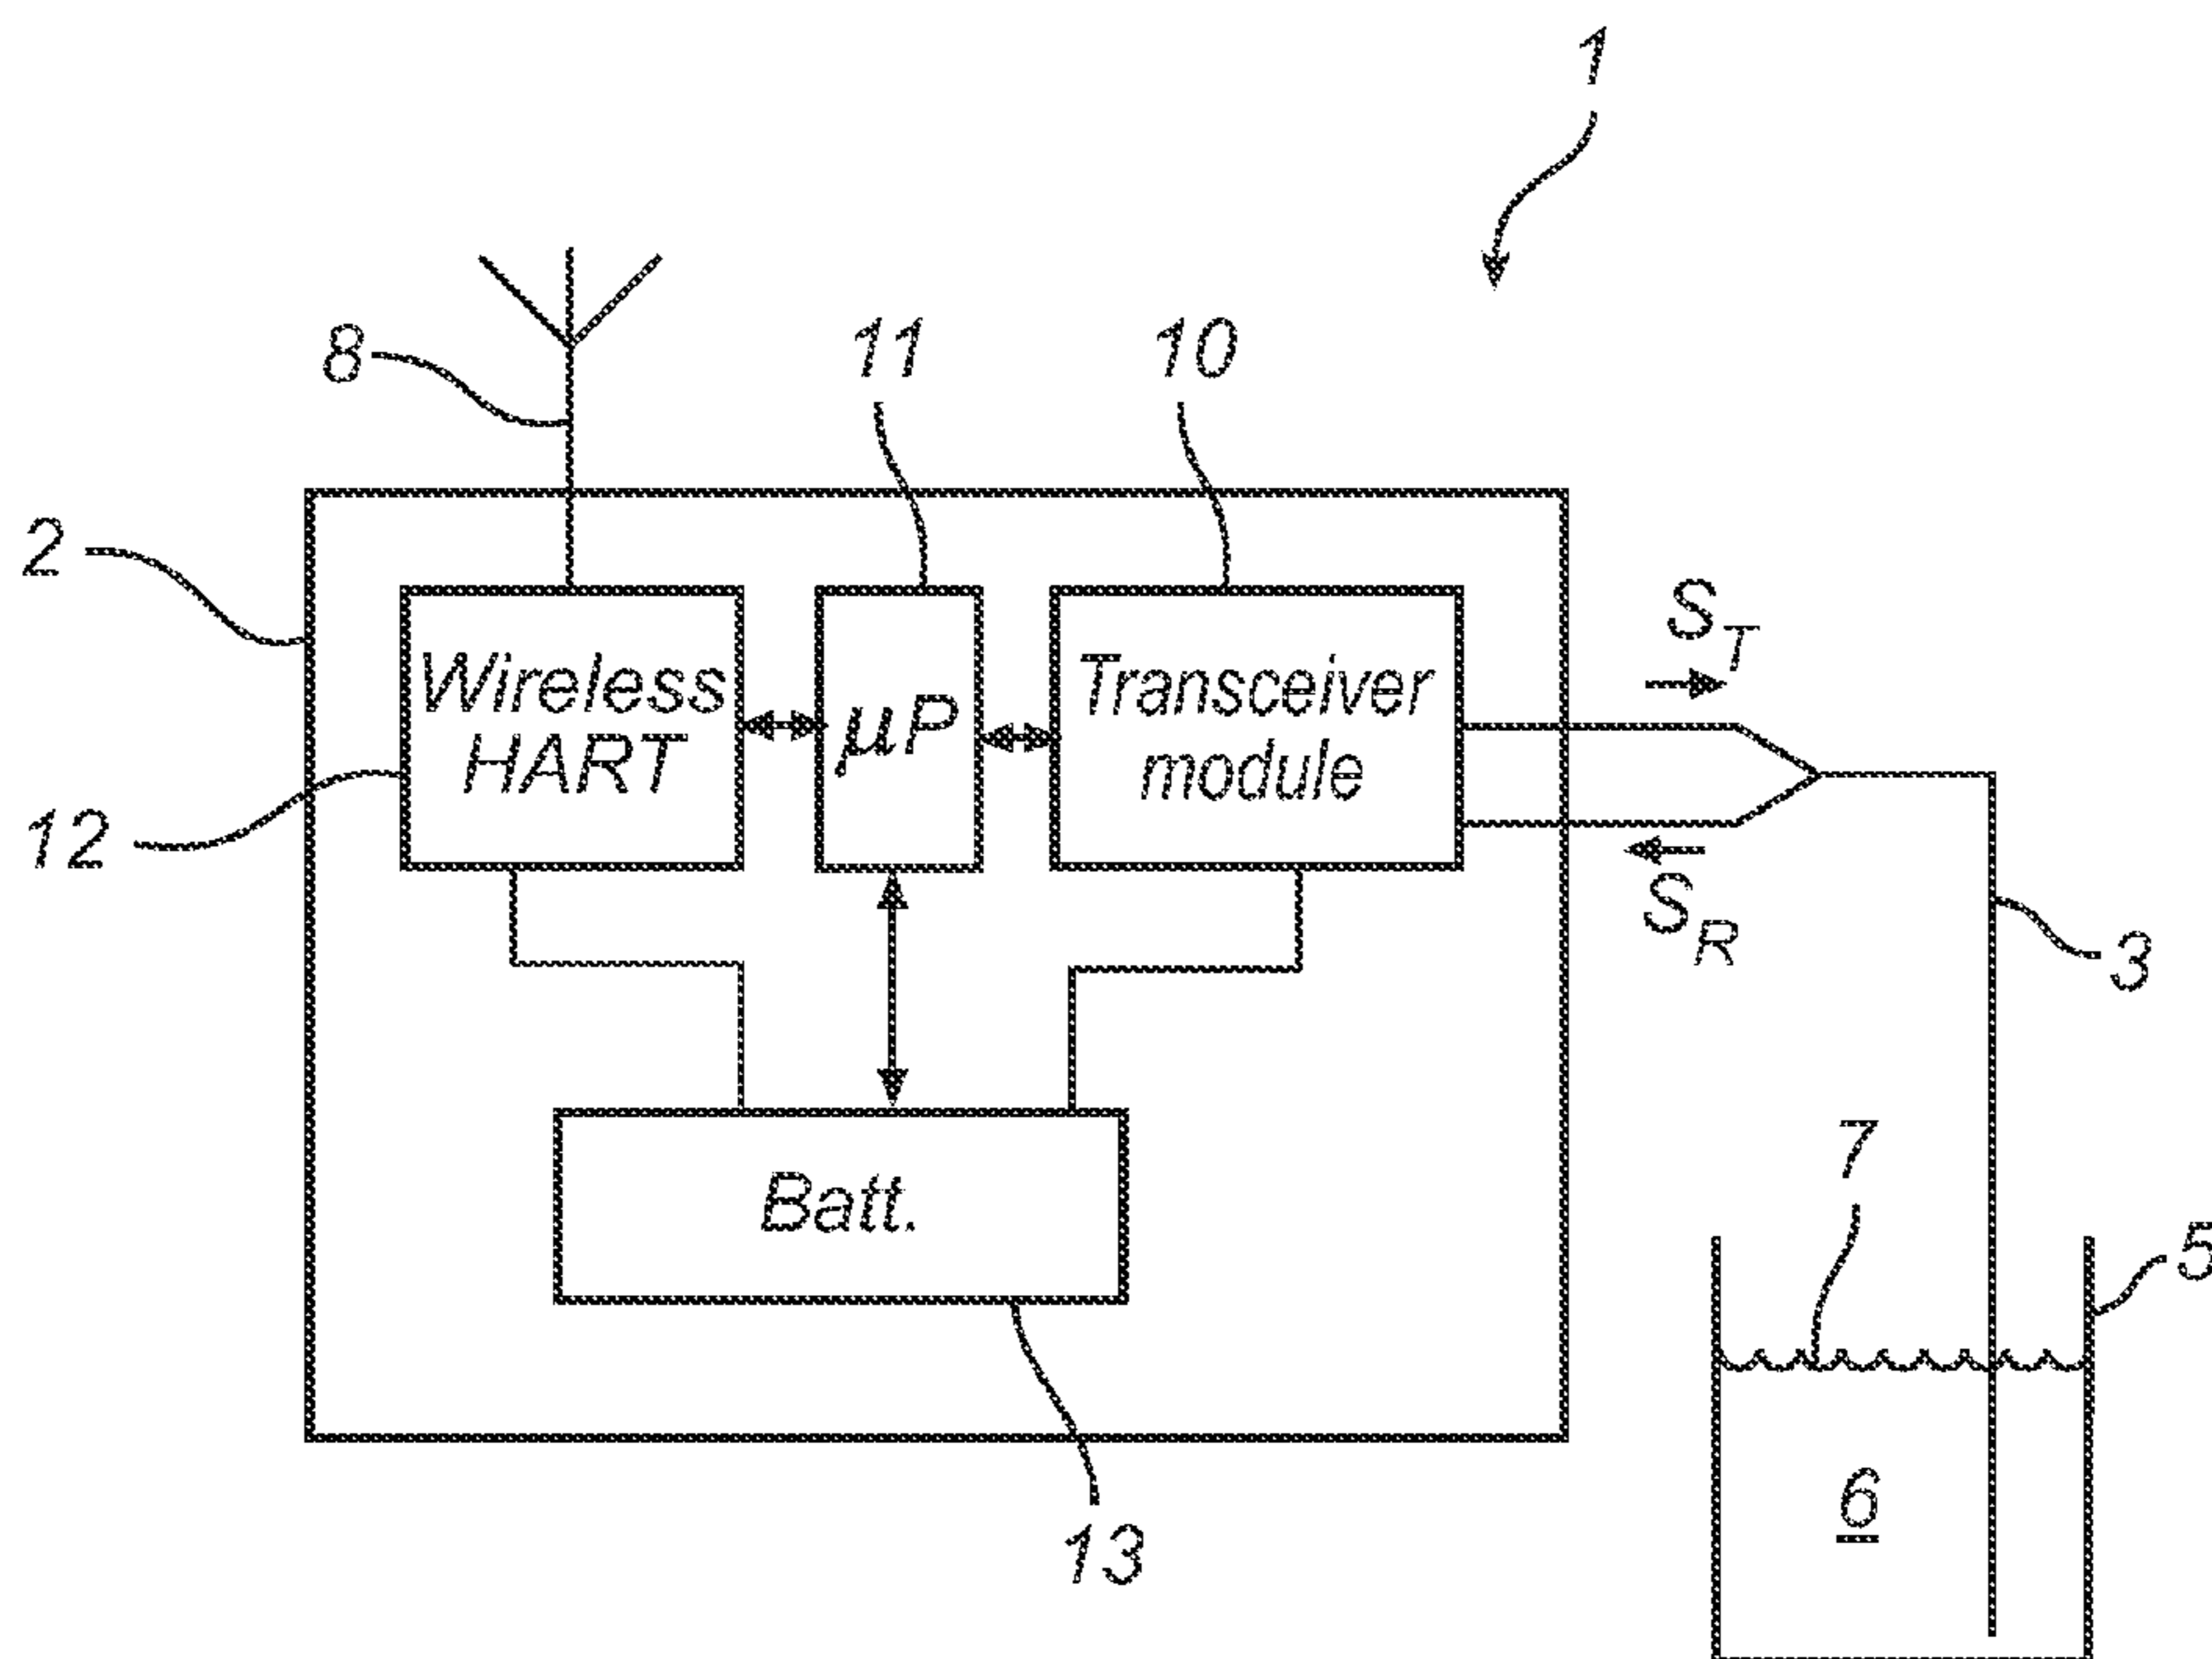 1
8
11
10
2
S_T
Wireless
HART
µP
Transceiver
module
12
S_R
3
7
Batt.
5
6
13